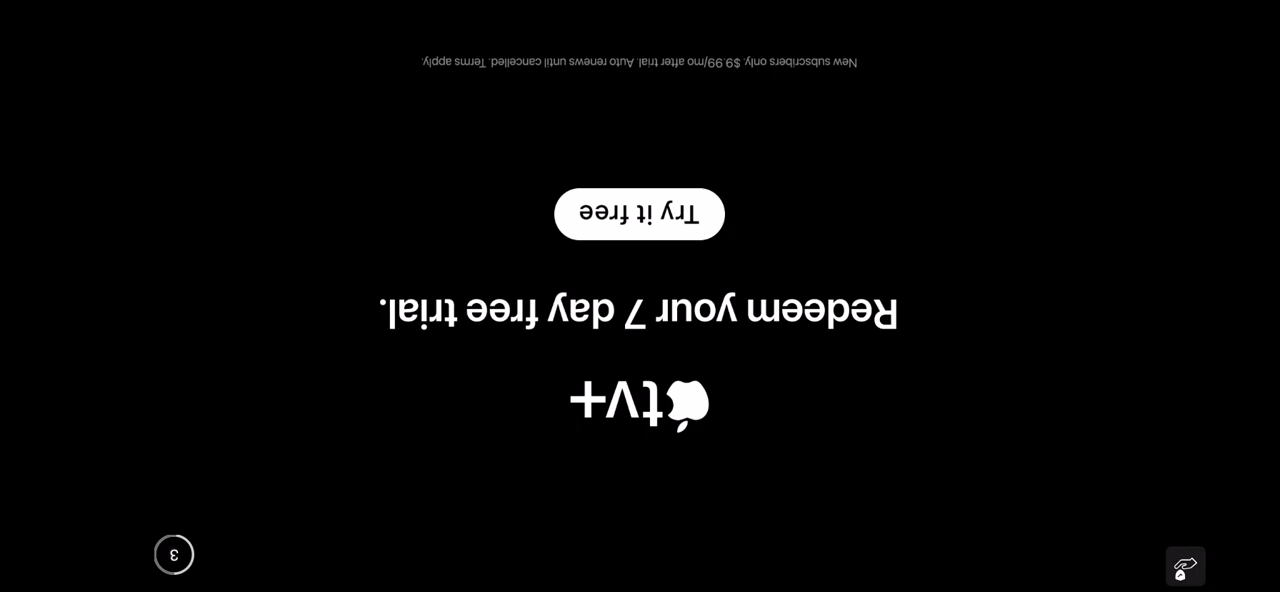 3
tv+
Redeem your 7 day free trial.
Try it free
New subscribers only. $9.99/mo after trial. Auto renews until cancelled. Terms apply.